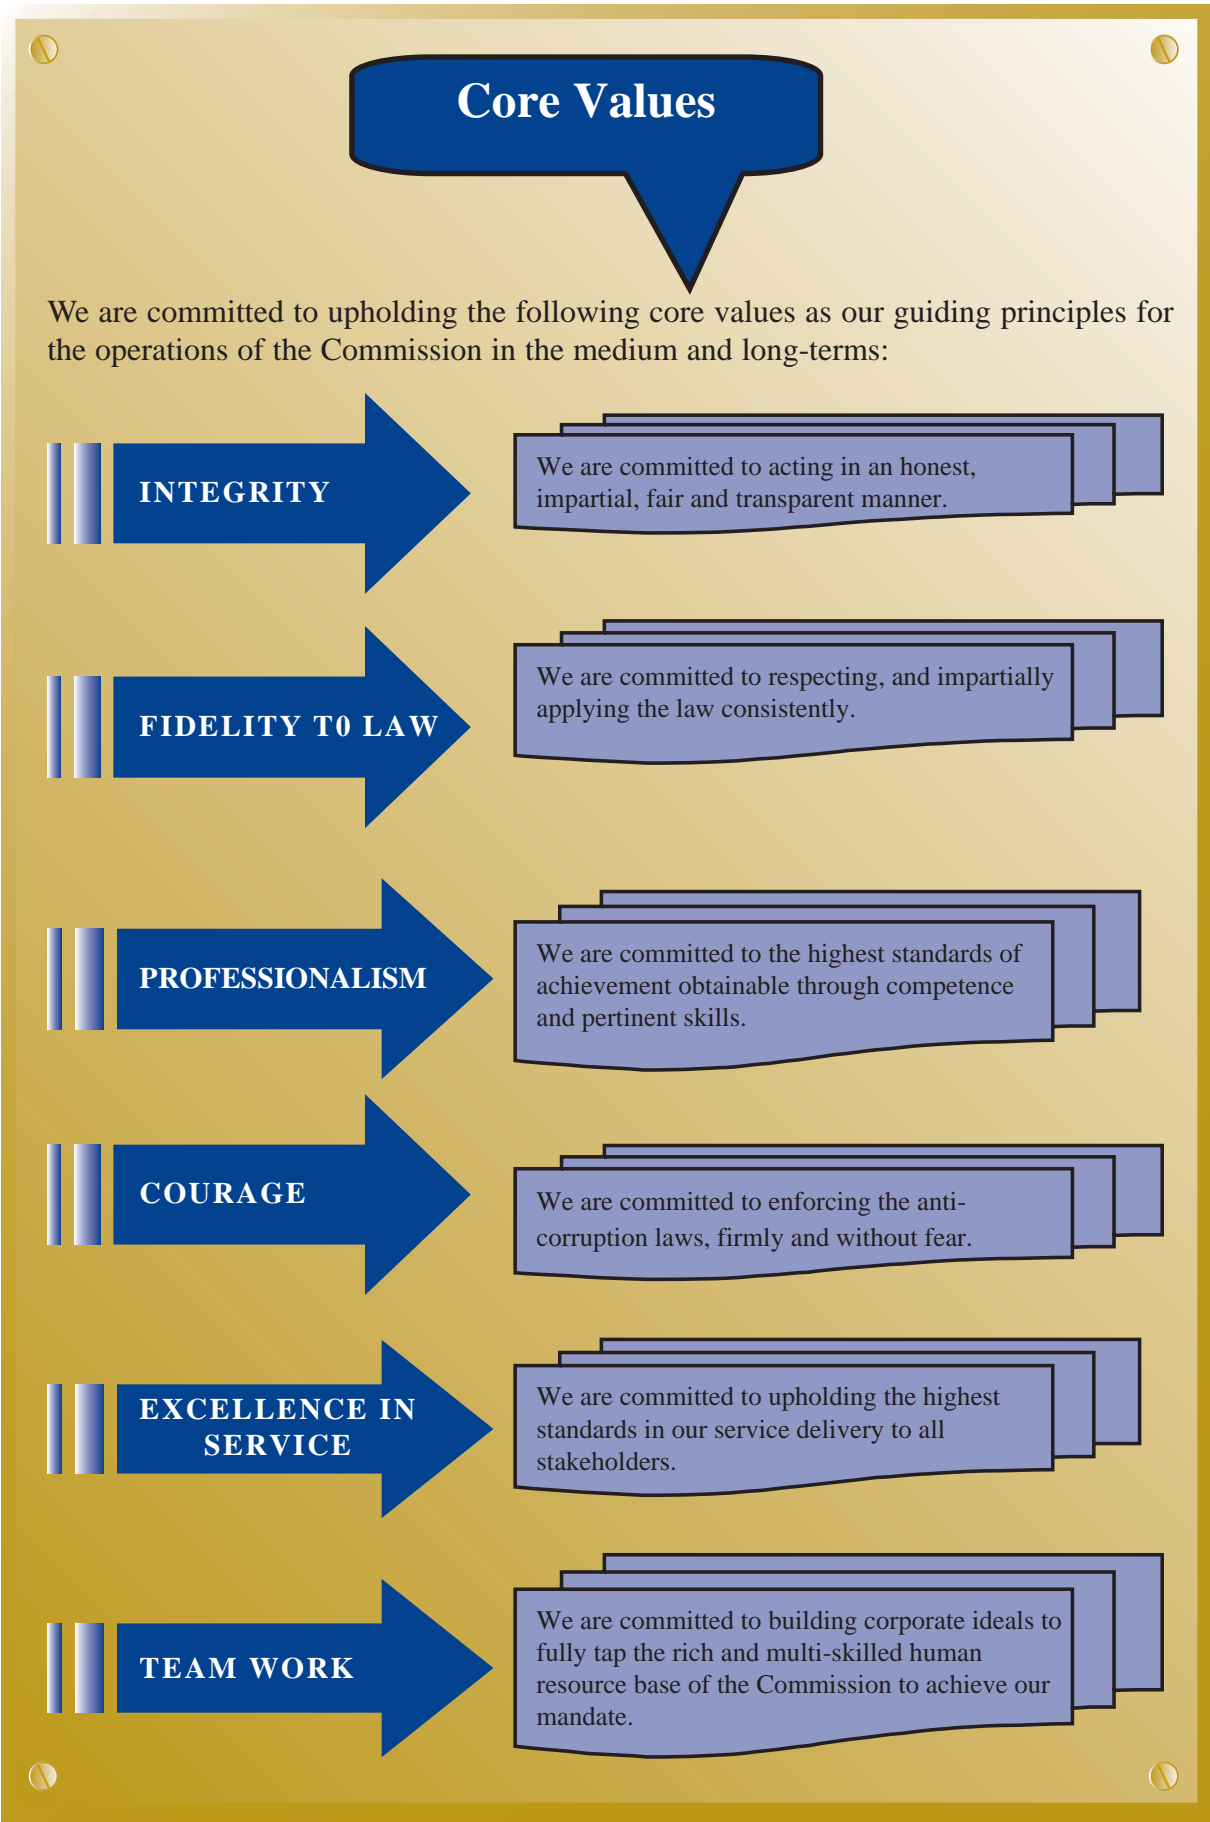 Core Values
We are committed to upholding the following core values as our guiding principles for
the operations of the Commission in the medium and long-terms:
INTEGRITY
We are committed to acting in an honest,
impartial, fair and transparent manner.
FIDELITY T0 LAW
We are committed to respecting, and impartially
applying the law consistently.
PROFESSIONALISM
We are committed to the highest standards of
achievement obtainable through competence
and pertinent skills.
COURAGE
We are committed to enforcing the anti-
corruption laws, firmly and without fear.
EXCELLENCE IN
SERVICE
We are committed to upholding the highest
standards in our service delivery to all
stakeholders.
TEAM WORK
We are committed to building corporate ideals to
fully tap the rich and multi-skilled human
resource base of the Commission to achieve our
mandate.